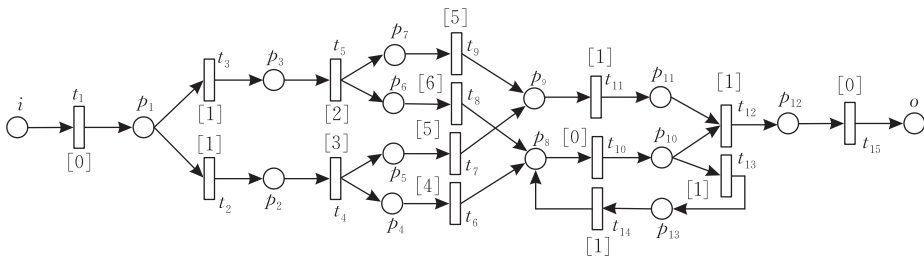 [5]
p₇
t₉
t₃
p₃
t₅
[1]
p₉
t₁₁
p₁₁
[1]
p₆
[6]
t₈
t₁₂
p₁₂
[0]
o
i
t₁
p₁
[1]
[2]
[0]
[1]
[3]
[5]
t₇
p₈
[0]
t₁₀
p₁₀
t₁₃
t₁₅
p₅
[4]
t₂
p₂
t₄
p₄
t₆
[1]
t₁₄
p₁₃
[1]